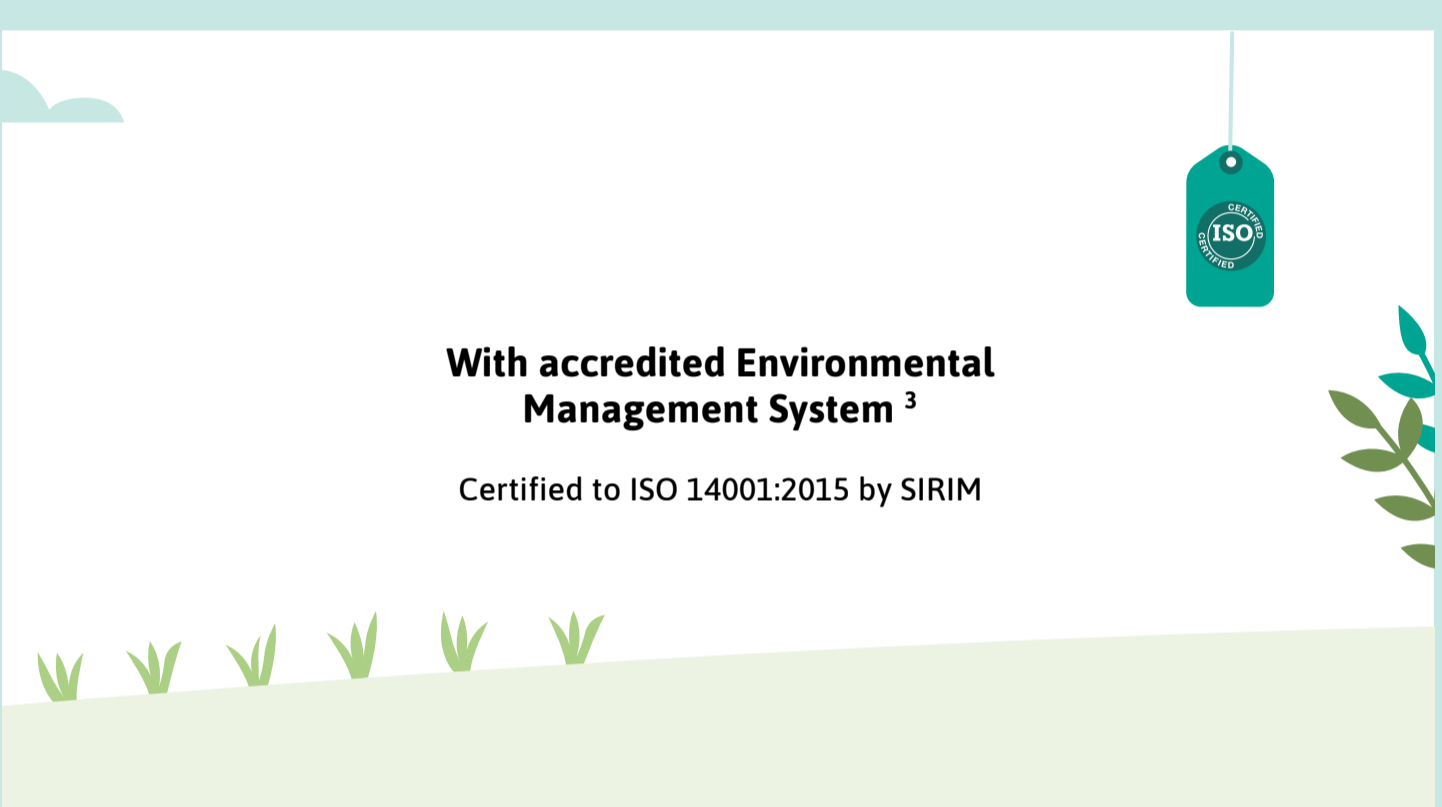 CERTIFIED
ISO
CERTIFIED
With accredited Environmental
Management System ³
Certified to ISO 14001:2015 by SIRIM